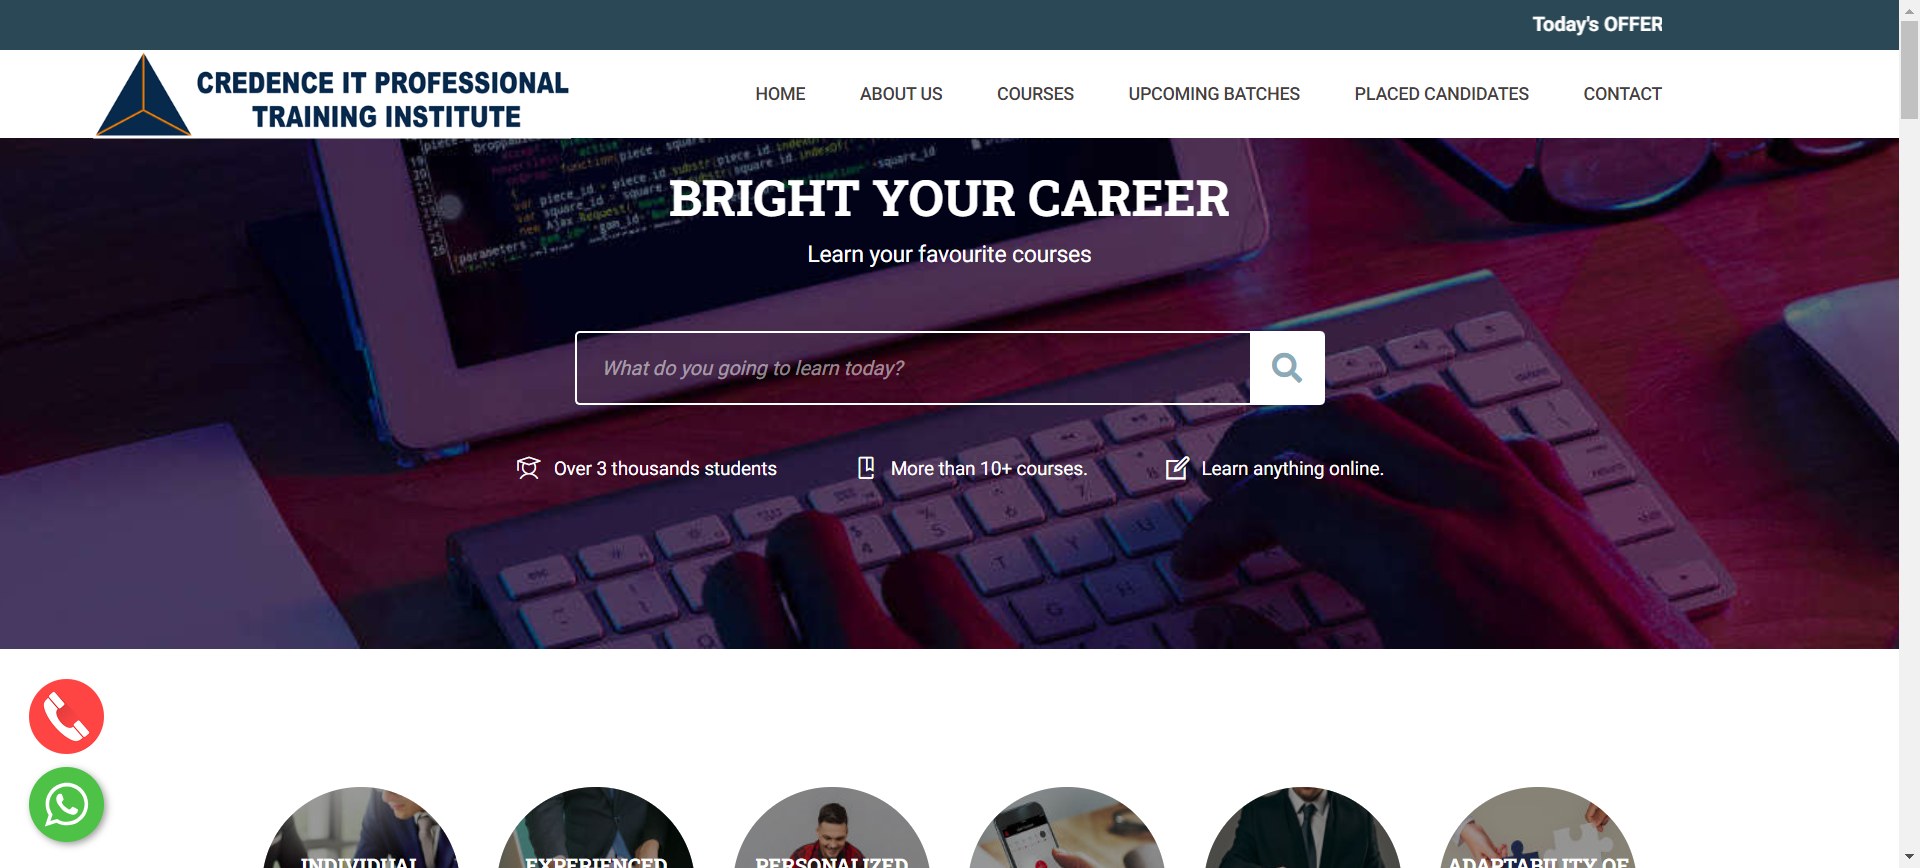 Today's OFFER
CREDENCE IT PROFESSIONAL
TRAINING INSTITUTE
HOME
ABOUT US
COURSES
UPCOMING BATCHES
PLACED CANDIDATES
CONTACT
BRIGHT YOUR CAREER
Learn your favourite courses
What do you going to learn today?
Over 3 thousands students
More than 10+ courses.
Learn anything online.
INDIVIDUAL
EXPERIENCED
PERSONALIZED
ADAPTABILITY OF